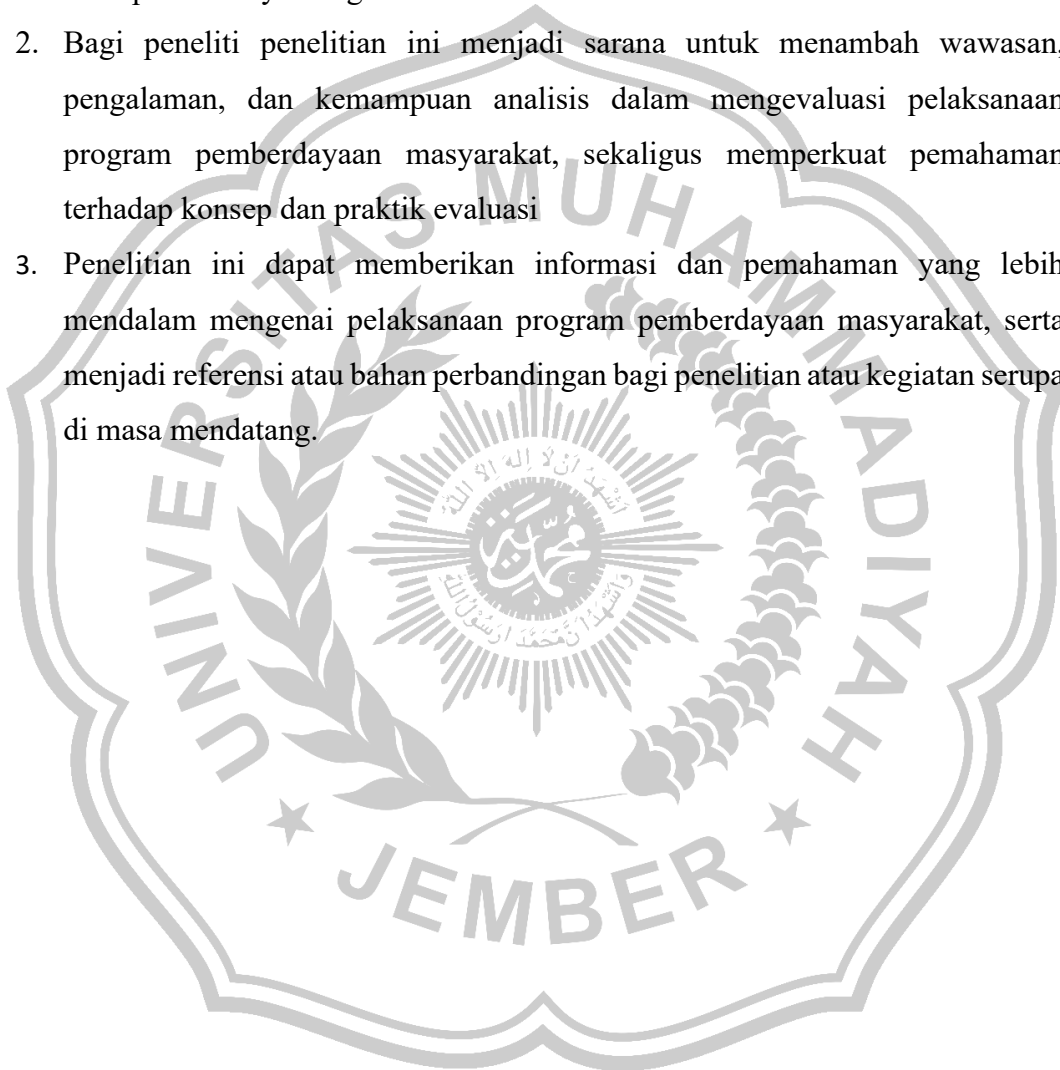 2. Bagi peneliti penelitian ini menjadi sarana untuk menambah wawasan,
pengalaman, dan kemampuan analisis dalam mengevaluasi pelaksanaan
program pemberdayaan masyarakat, sekaligus memperkuat pemahaman
terhadap konsep dan praktik evaluasi
3. Penelitian ini dapat memberikan informasi dan pemahaman yang lebih
mendalam mengenai pelaksanaan program pemberdayaan masyarakat, serta
menjadi referensi atau bahan perbandingan bagi penelitian atau kegiatan serupa
di masa mendatang.
UNIVERSITAS MUHAMMADIYAH
JEMBER